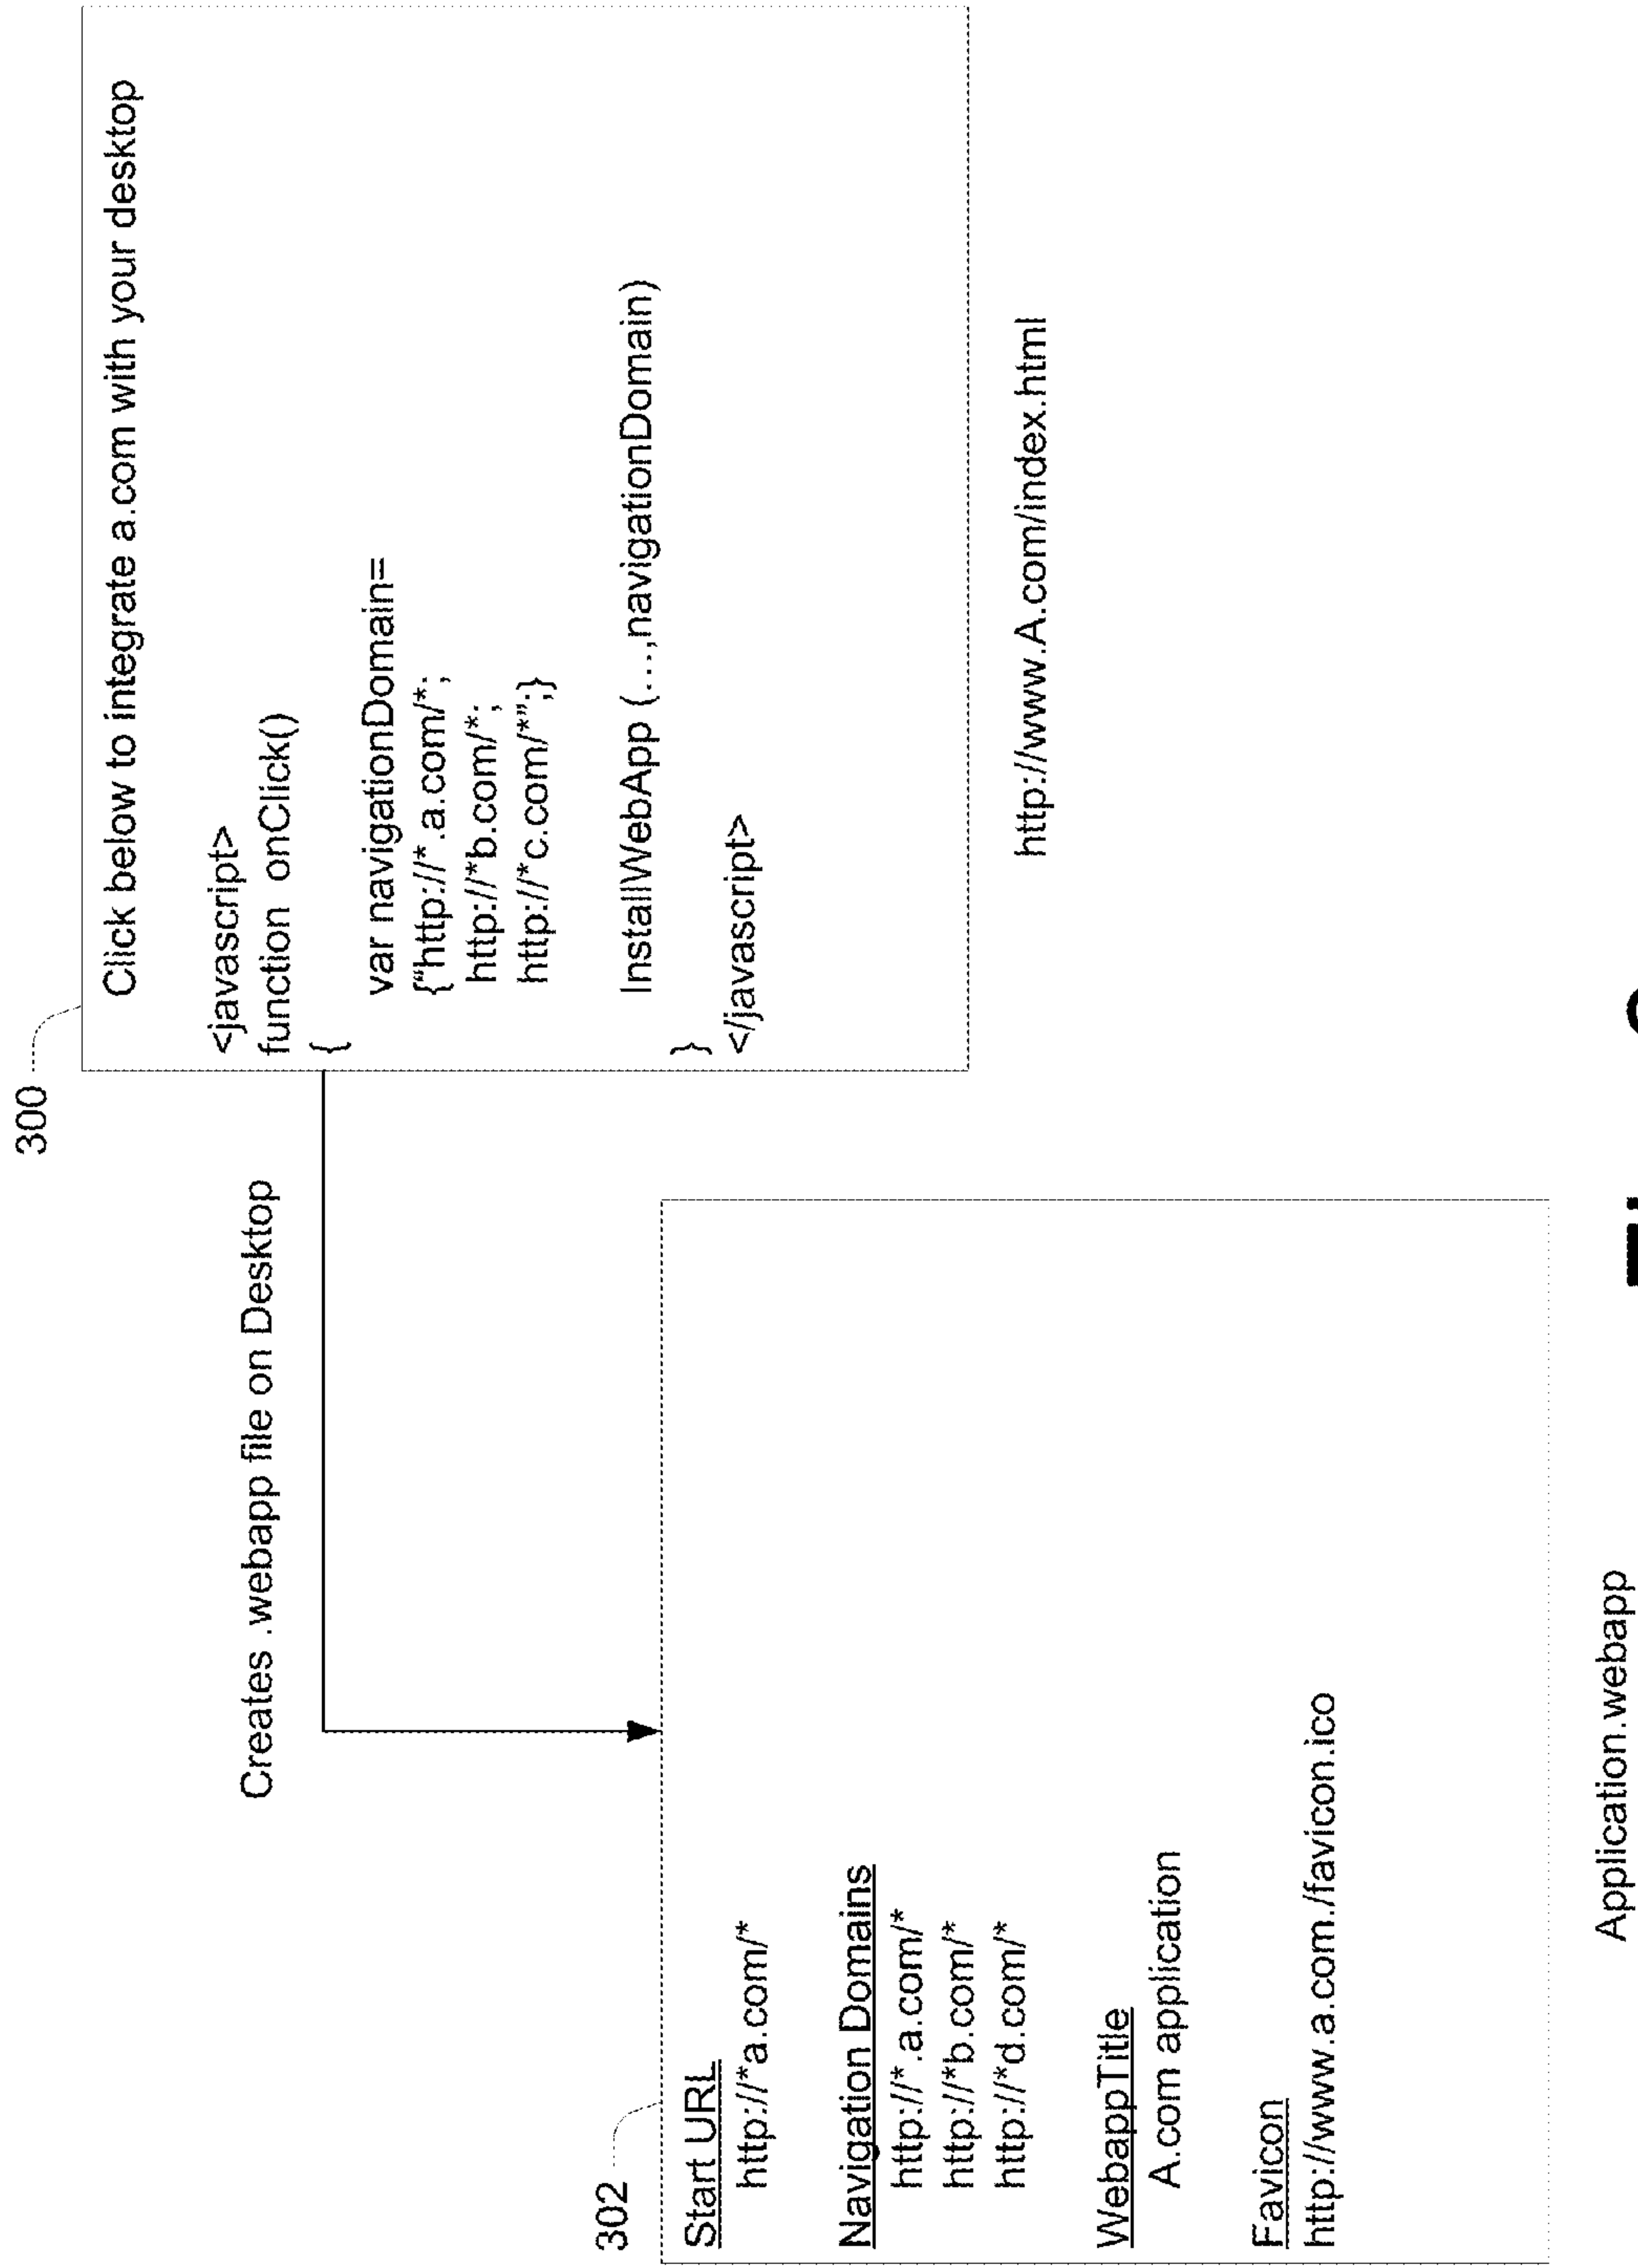 300
Click below to integrate a.com with your desktop
<javascript>
function onClick()
{
var navigationDomain=
{“http://*.a.com/*;
http://*b.com/*;
http://*c.com/*”;}
InstallWebApp (...,navigationDomain)
}
</javascript>
http://www.A.com/index.html
Creates .webapp file on Desktop
302
Start URL
http://*a.com/*
Navigation Domains
http://*.a.com/*
http://*b.com/*
http://*d.com/*
WebappTitle
A.com application
Favicon
http://www.a.com./favicon.ico
Application.webapp